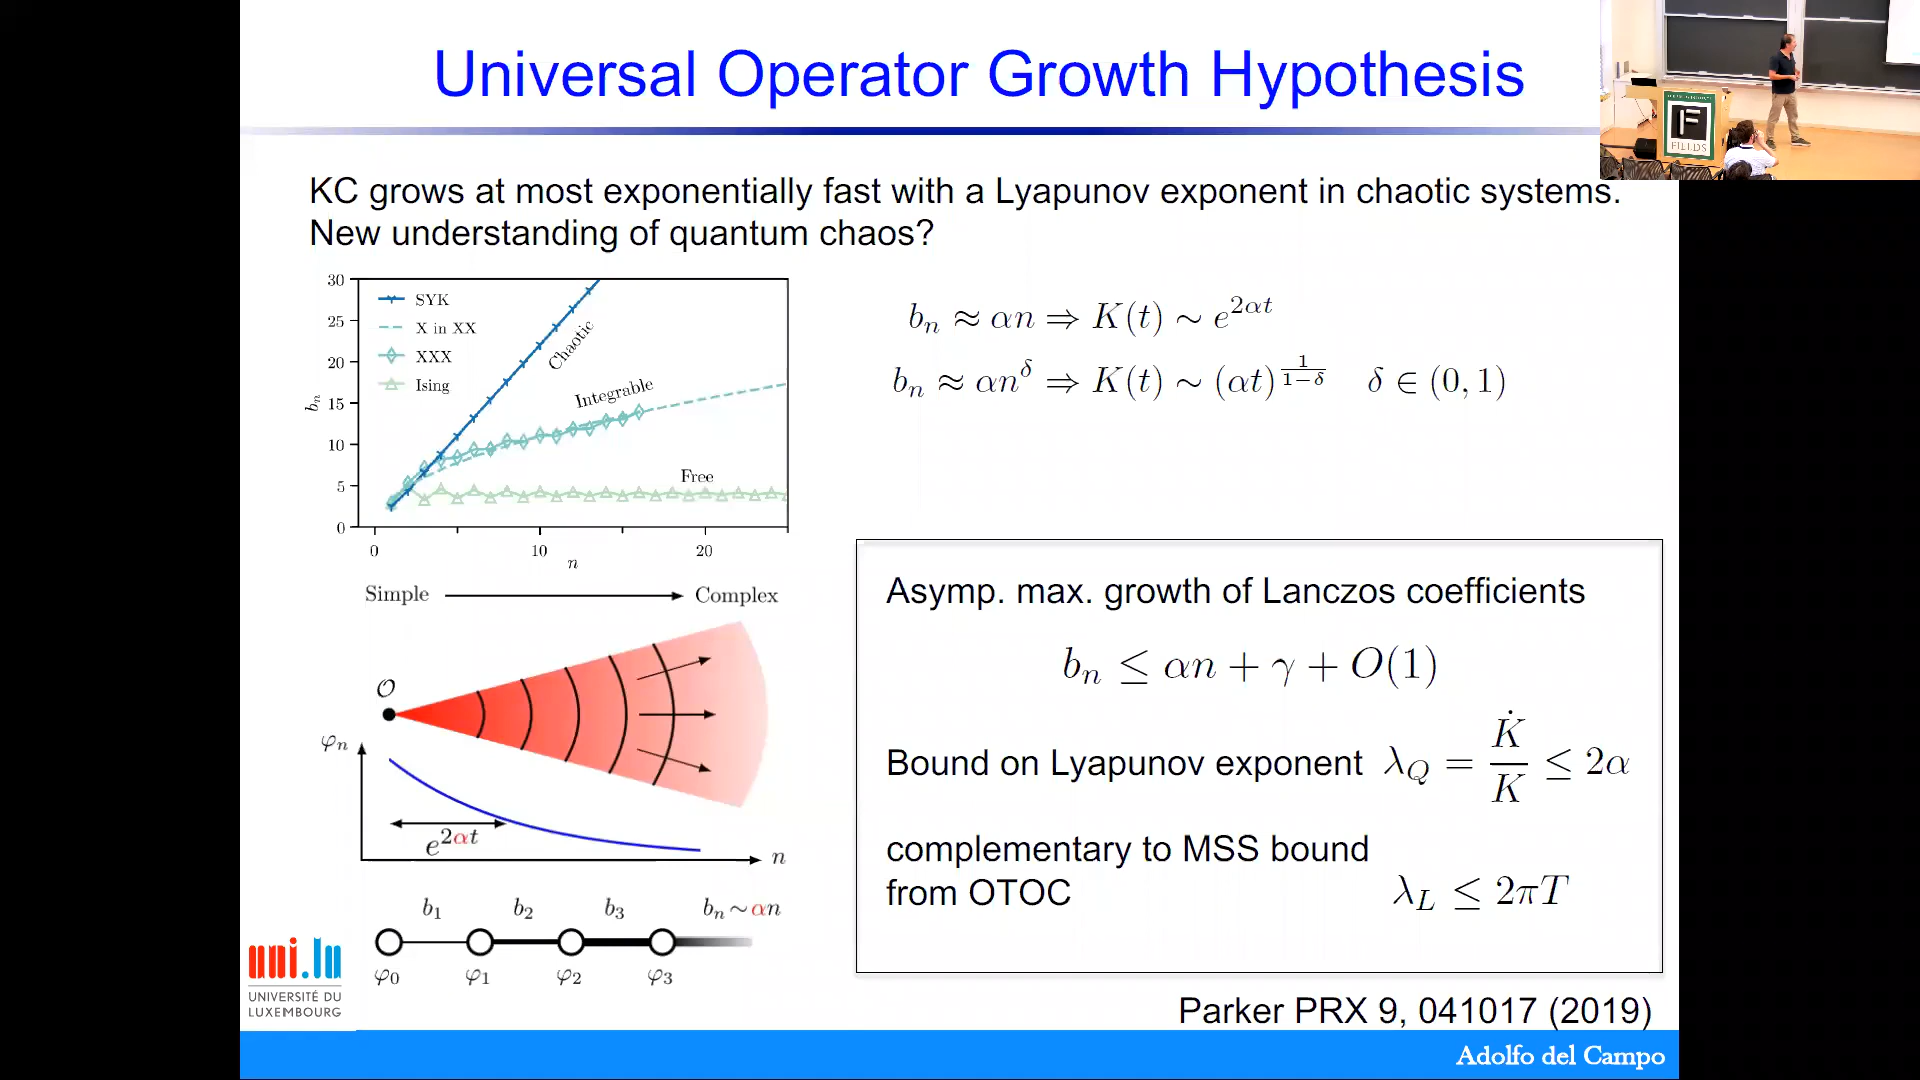 Universal Operator Growth Hypothesis
FIELDS
KC grows at most exponentially fast with a Lyapunov exponent in chaotic systems.
New understanding of quantum chaos?
30
25
20
15
10
5
0
b_n
SYK
X in XX
XXX
Ising
Chaotic
Integrable
Free
0 10 20
n
b_n ≈ αn ⇒ K(t) ∼ e^{2αt}
b_n ≈ αn^δ ⇒ K(t) ∼ (αt)^{\frac{1}{1−δ}} δ ∈ (0, 1)
Simple Complex
O
φ_n
e^{2αt}
n
b_1 b_2 b_3 b_n ∼ αn
φ_0 φ_1 φ_2 φ_3
Asymp. max. growth of Lanczos coefficients
b_n ≤ αn + γ + O(1)
Bound on Lyapunov exponent λ_Q = \frac{\dot{K}}{K} ≤ 2α
complementary to MSS bound
from OTOC λ_L ≤ 2πT
uni.lu
UNIVERSITÉ DU
LUXEMBOURG
Parker PRX 9, 041017 (2019)
Adolfo del Campo